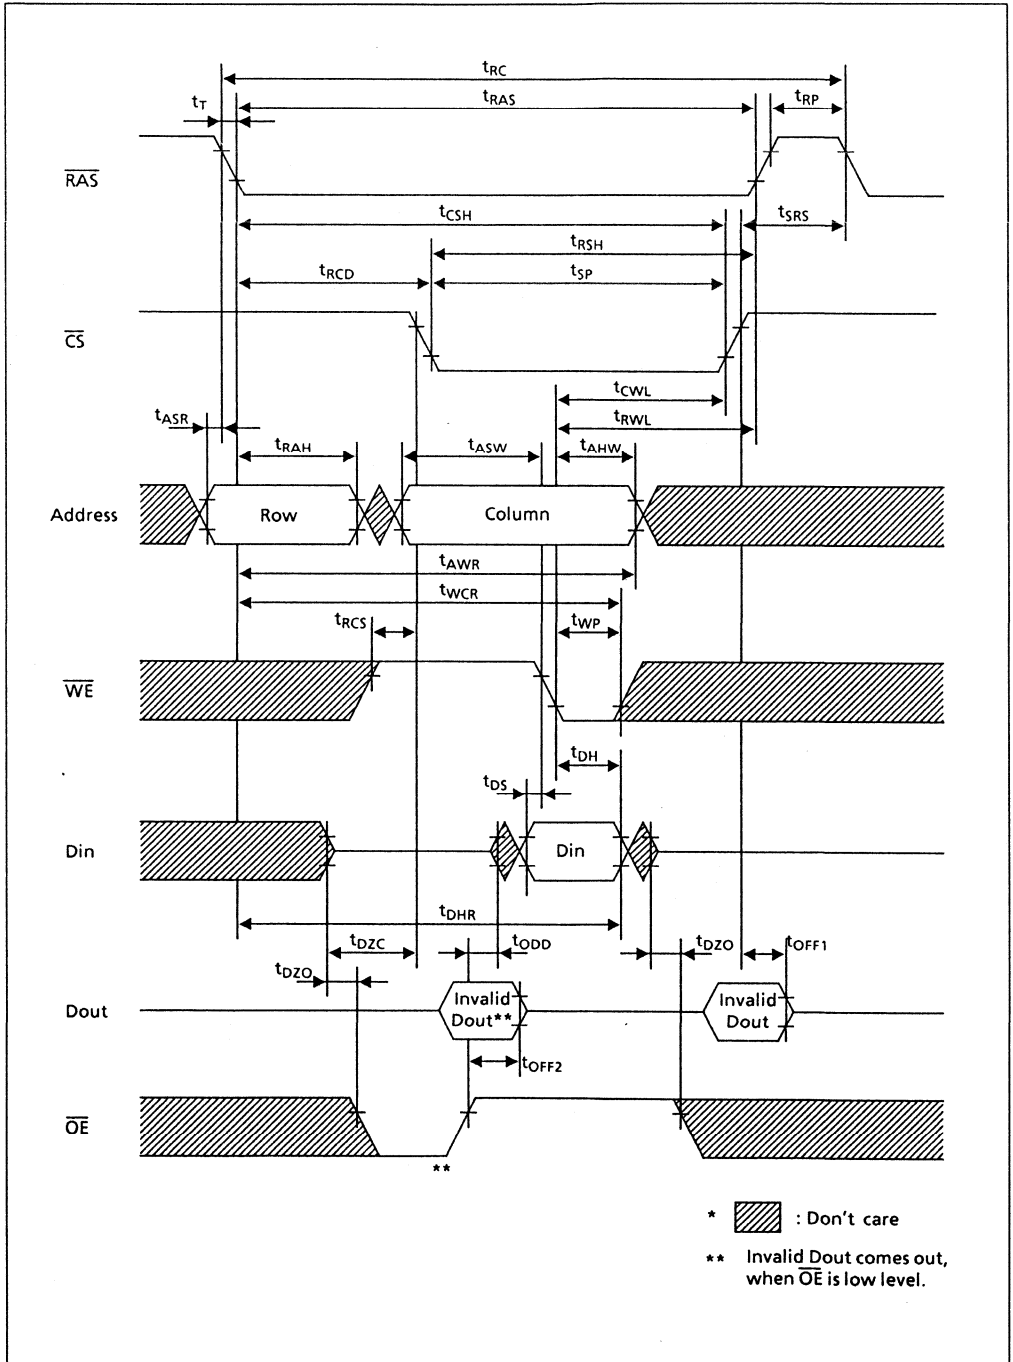 tRC
tRAS
tRP
tT
RAS
tCSH
tSRS
tRSH
tRCD
tSP
CS
tCWL
tASR
tRWL
tRAH
tASW
tAHW
Address
Row
Column
tAWR
tWCR
tRCS
tWP
WE
tDH
tDS
Din
Din
tDHR
tDZC
tODD
tDZO
tOFF1
tDZO
Dout
Invalid
Dout**
Invalid
Dout
tOFF2
OE
**
* : Don't care
** Invalid Dout comes out,
when OE is low level.